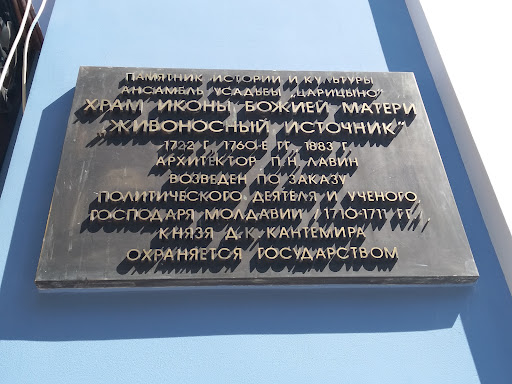 ПАМЯТНИК ИСТОРИИ И КУЛЬТУРЫ
АНСАМБЛЬ УСАДЬБЫ „ЦАРИЦЫНО"
ХРАМ ИКОНЫ БОЖИЕЙ МАТЕРИ
„ЖИВОНОСНЫЙ ИСТОЧНИК"
1722 Г. 1760-Е ГГ. 1883 Г.
АРХИТЕКТОР П.Н. ЛАВИН
ВОЗВЕДЕН ПО ЗАКАЗУ
ПОЛИТИЧЕСКОГО ДЕЯТЕЛЯ И УЧЕНОГО,
ГОСПОДАРЯ МОЛДАВИИ /1710-1711 ГГ./
КНЯЗЯ Д.К. КАНТЕМИРА
ОХРАНЯЕТСЯ ГОСУДАРСТВОМ